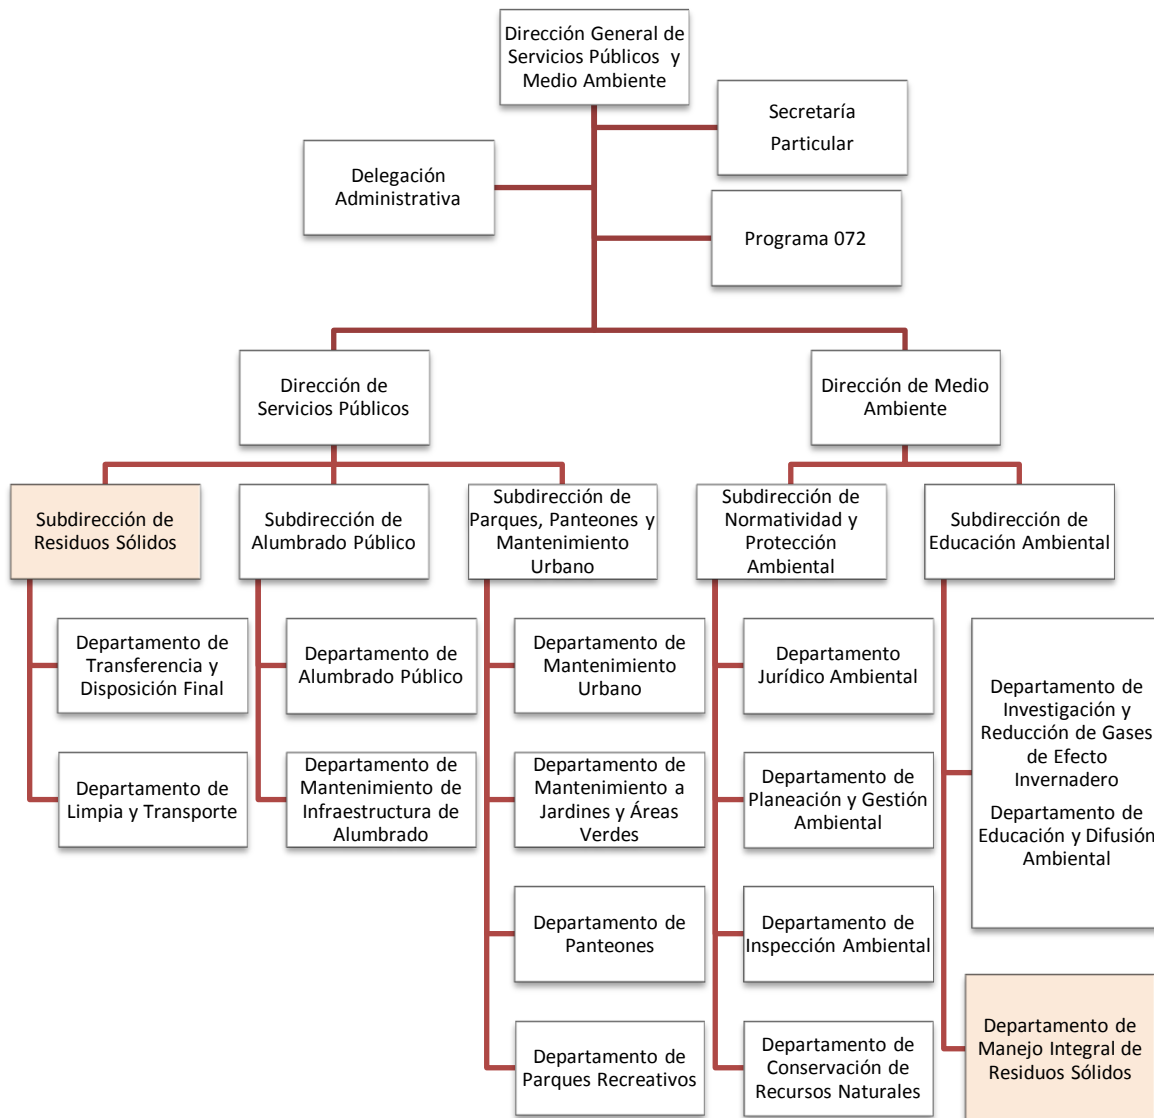 Dirección General de
Servicios Públicos y
Medio Ambiente
Secretaría
Particular
Delegación
Administrativa
Programa 072
Dirección de
Servicios Públicos
Dirección de Medio
Ambiente
Subdirección de
Residuos Sólidos
Subdirección de
Alumbrado Público
Subdirección de
Parques, Panteones y
Mantenimiento
Urbano
Subdirección de
Normatividad y
Protección
Ambiental
Subdirección de
Educación Ambiental
Departamento de
Transferencia y
Disposición Final
Departamento de
Limpia y Transporte
Departamento de
Alumbrado Público
Departamento de
Mantenimiento de
Infraestructura de
Alumbrado
Departamento de
Mantenimiento
Urbano
Departamento de
Mantenimiento a
Jardines y Áreas
Verdes
Departamento de
Panteones
Departamento de
Parques Recreativos
Departamento
Jurídico Ambiental
Departamento de
Planeación y Gestión
Ambiental
Departamento de
Inspección Ambiental
Departamento de
Conservación de
Recursos Naturales
Departamento de
Investigación y
Reducción de Gases
de Efecto
Invernadero
Departamento de
Educación y Difusión
Ambiental
Departamento de
Manejo Integral de
Residuos Sólidos